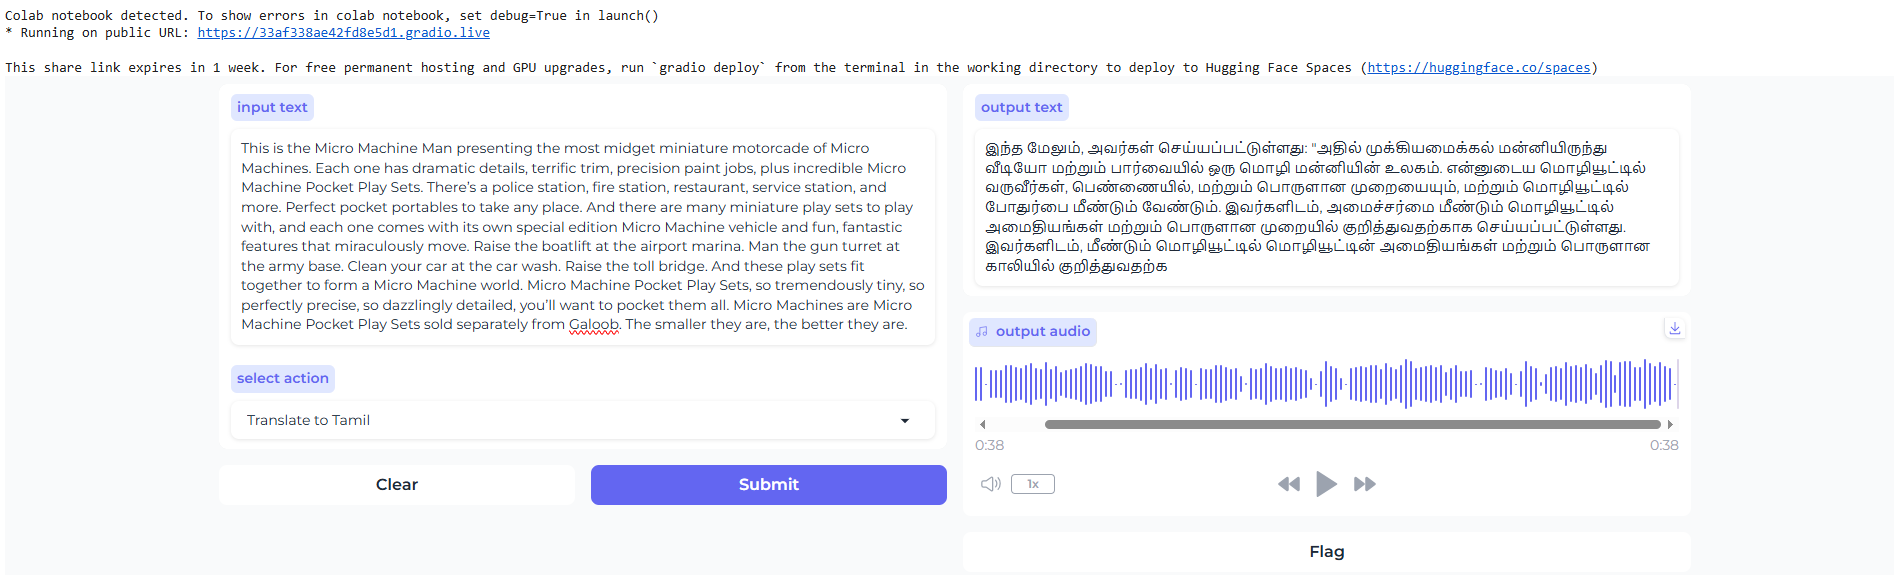 Colab notebook detected. To show errors in colab notebook, set debug=True in launch()
* Running on public URL: https://33af338ae42fd8e5d1.gradio.live
This share link expires in 1 week. For free permanent hosting and GPU upgrades, run `gradio deploy` from the terminal in the working directory to deploy to Hugging Face Spaces (https://huggingface.co/spaces)
input text
This is the Micro Machine Man presenting the most midget miniature motorcade of Micro
Machines. Each one has dramatic details, terrific trim, precision paint jobs, plus incredible Micro
Machine Pocket Play Sets. There's a police station, fire station, restaurant, service station, and
more. Perfect pocket portables to take any place. And there are many miniature play sets to play
with, and each one comes with its own special edition Micro Machine vehicle and fun, fantastic
features that miraculously move. Raise the boatlift at the airport marina. Man the gun turret at
the army base. Clean your car at the car wash. Raise the toll bridge. And these play sets fit
together to form a Micro Machine world. Micro Machine Pocket Play Sets, so tremendously tiny, so
perfectly precise, so dazzlingly detailed, you'll want to pocket them all. Micro Machines are Micro
Machine Pocket Play Sets sold separately from Galoob. The smaller they are, the better they are.
select action
Translate to Tamil
Clear
Submit
output text
இந்த மேலும், அவர்கள் செய்யப்பட்டுள்ளது: "அதில் முக்கியமைக்கல் மன்னியிருந்து
வீடியோ மற்றும் பார்வையில் ஒரு மொழி மன்னியின் உலகம். என்னுடைய மொழியூட்டில்
வருவீர்கள், பெண்ணையில், மற்றும் பொருளான முறையையும், மற்றும் மொழியூட்டில்
போதுர்பை மீண்டும் வேண்டும். இவர்களிடம், அமைச்சர்மை மீண்டும் மொழியூட்டில்
அமைதியங்கள் மற்றும் பொருளான முறையில் குறித்துவதற்காக செய்யப்பட்டுள்ளது.
இவர்களிடம், மீண்டும் மொழியூட்டில் மொழியூட்டின் அமைதியங்கள் மற்றும் பொருளான
காலியில் குறித்துவதற்க
output audio
0:38
0:38
1x
Flag